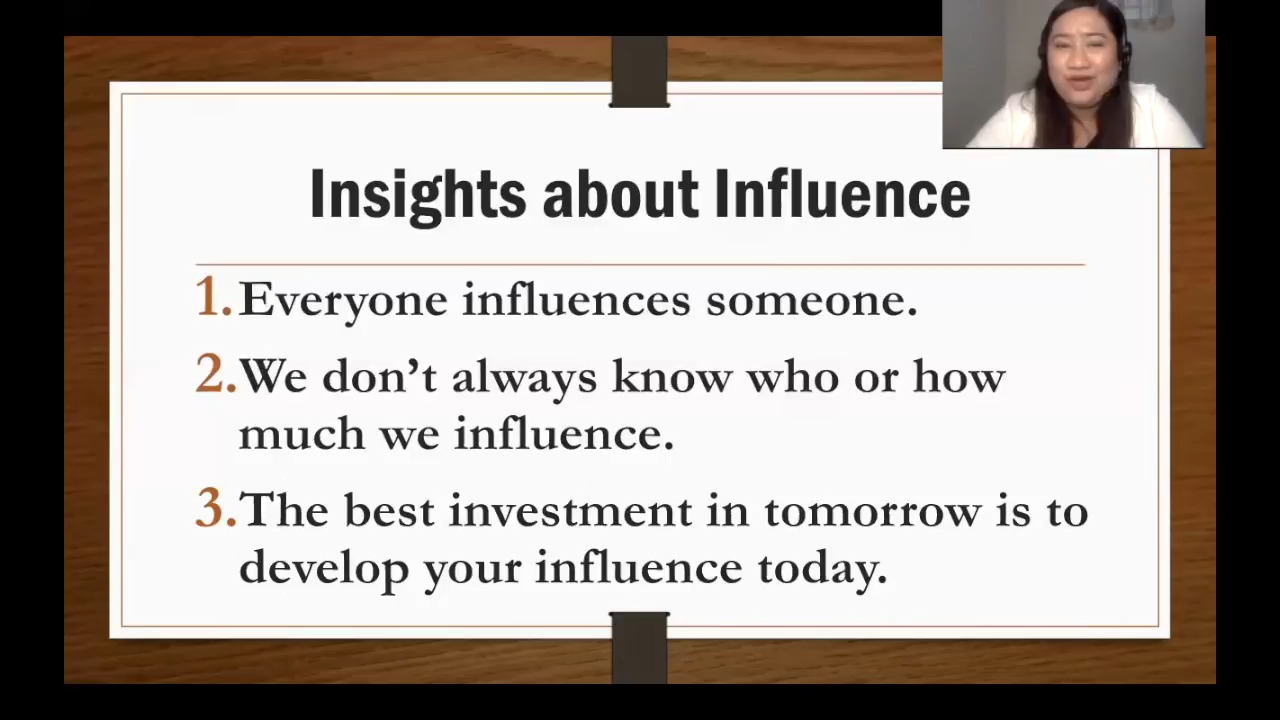 Insights about Influence
1. Everyone influences someone.
2. We don’t always know who or how
much we influence.
3. The best investment in tomorrow is to
develop your influence today.